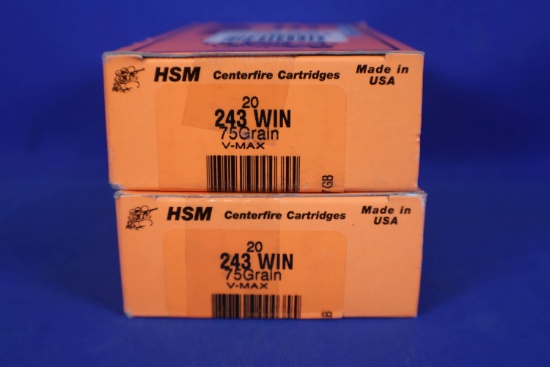 HSM Centerfire Cartridges Made in
USA
20
243 WIN
75Grain
V-MAX
HSM Centerfire Cartridges Made in
USA
20
243 WIN
75Grain
V-MAX